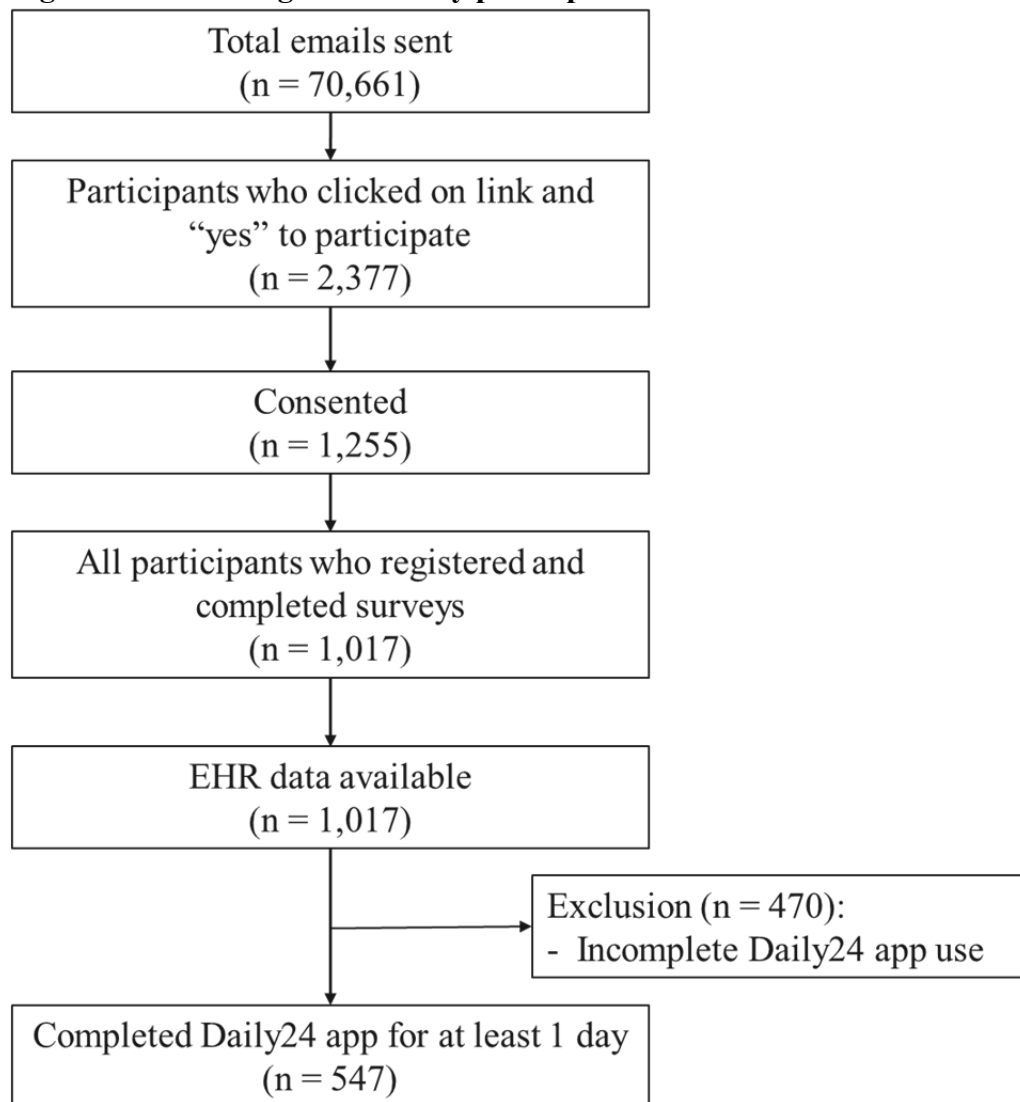 Total emails sent
(n = 70,661)
Participants who clicked on link and
“yes” to participate
(n = 2,377)
Consented
(n = 1,255)
All participants who registered and
completed surveys
(n = 1,017)
EHR data available
(n = 1,017)
Exclusion (n = 470):
- Incomplete Daily24 app use
Completed Daily24 app for at least 1 day
(n = 547)